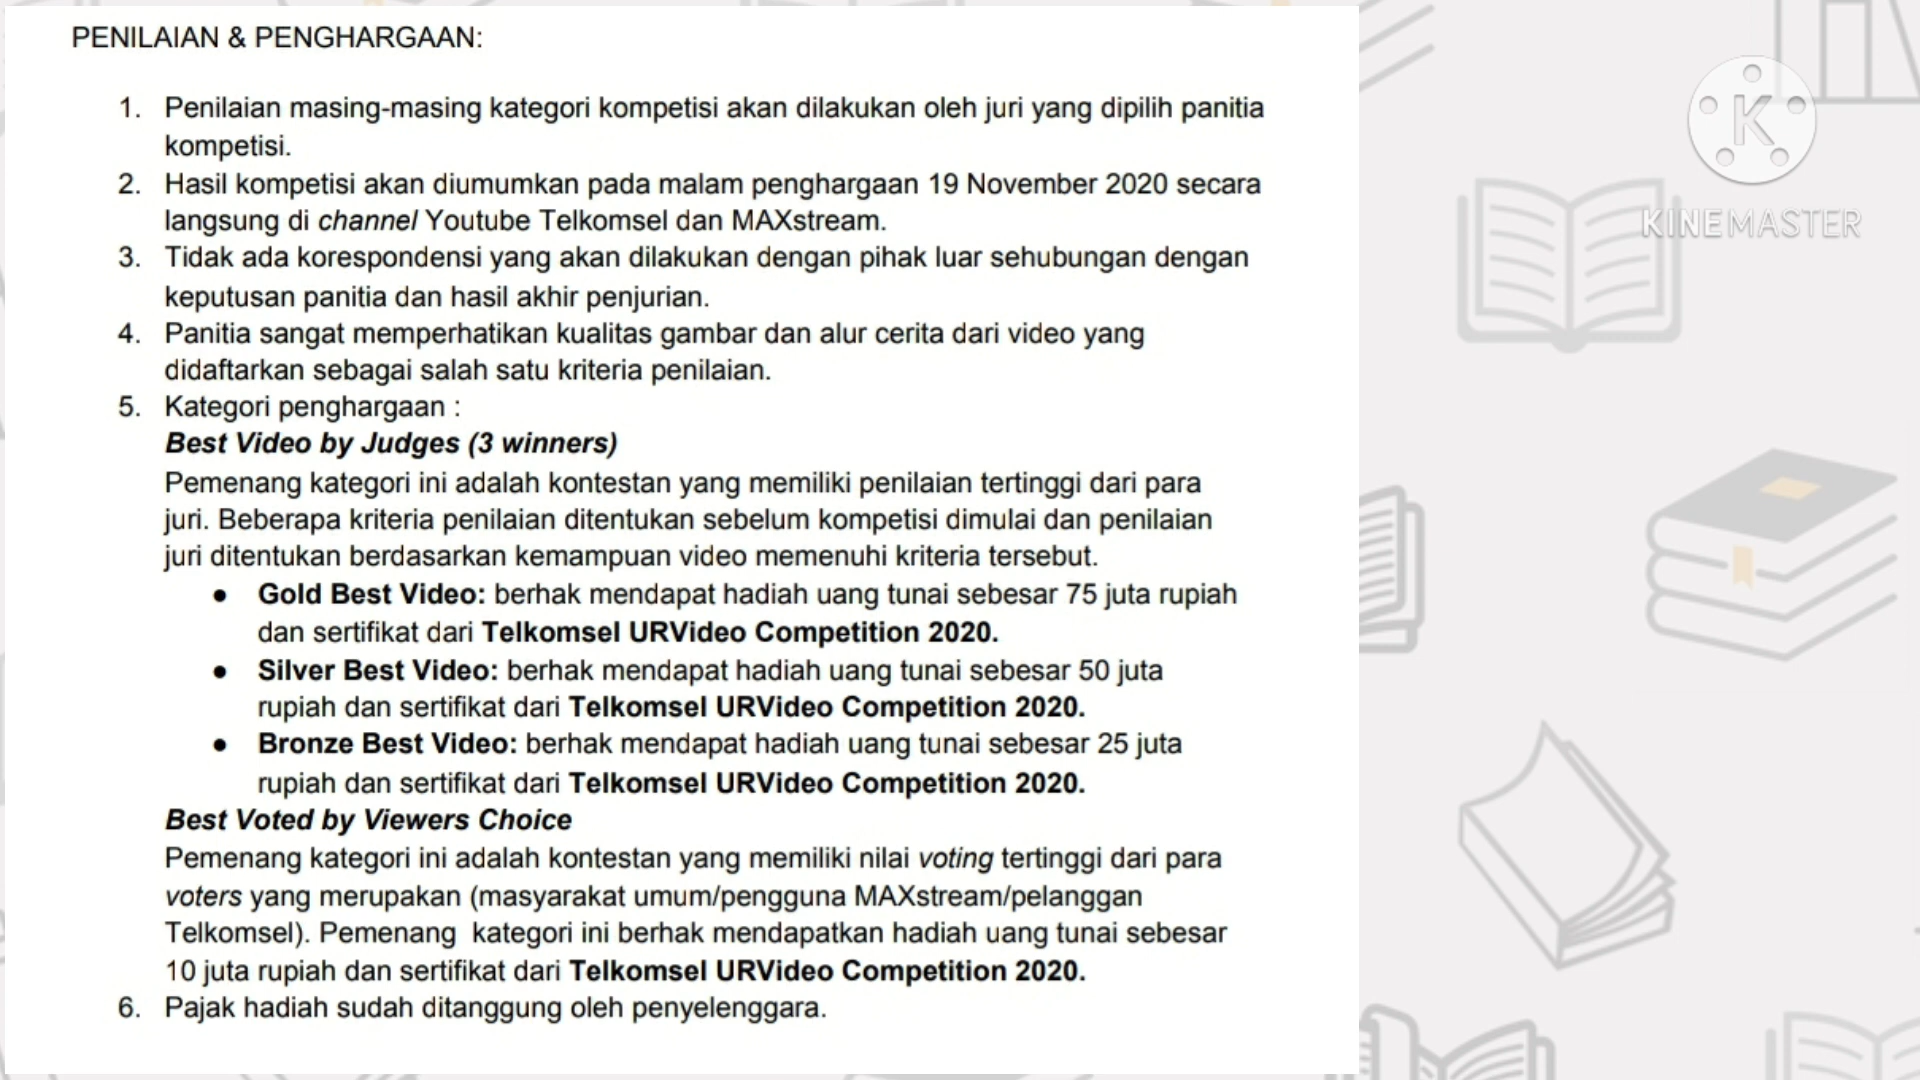 PENILAIAN & PENGHARGAAN:
1. Penilaian masing-masing kategori kompetisi akan dilakukan oleh juri yang dipilih panitia
kompetisi.
2. Hasil kompetisi akan diumumkan pada malam penghargaan 19 November 2020 secara
langsung di channel Youtube Telkomsel dan MAXstream.
3. Tidak ada korespondensi yang akan dilakukan dengan pihak luar sehubungan dengan
keputusan panitia dan hasil akhir penjurian.
4. Panitia sangat memperhatikan kualitas gambar dan alur cerita dari video yang
didaftarkan sebagai salah satu kriteria penilaian.
5. Kategori penghargaan :
Best Video by Judges (3 winners)
Pemenang kategori ini adalah kontestan yang memiliki penilaian tertinggi dari para
juri. Beberapa kriteria penilaian ditentukan sebelum kompetisi dimulai dan penilaian
juri ditentukan berdasarkan kemampuan video memenuhi kriteria tersebut.
● Gold Best Video: berhak mendapat hadiah uang tunai sebesar 75 juta rupiah
dan sertifikat dari Telkomsel URVideo Competition 2020.
● Silver Best Video: berhak mendapat hadiah uang tunai sebesar 50 juta
rupiah dan sertifikat dari Telkomsel URVideo Competition 2020.
● Bronze Best Video: berhak mendapat hadiah uang tunai sebesar 25 juta
rupiah dan sertifikat dari Telkomsel URVideo Competition 2020.
Best Voted by Viewers Choice
Pemenang kategori ini adalah kontestan yang memiliki nilai voting tertinggi dari para
voters yang merupakan (masyarakat umum/pengguna MAXstream/pelanggan
Telkomsel). Pemenang kategori ini berhak mendapatkan hadiah uang tunai sebesar
10 juta rupiah dan sertifikat dari Telkomsel URVideo Competition 2020.
6. Pajak hadiah sudah ditanggung oleh penyelenggara.
K
KINEMASTER